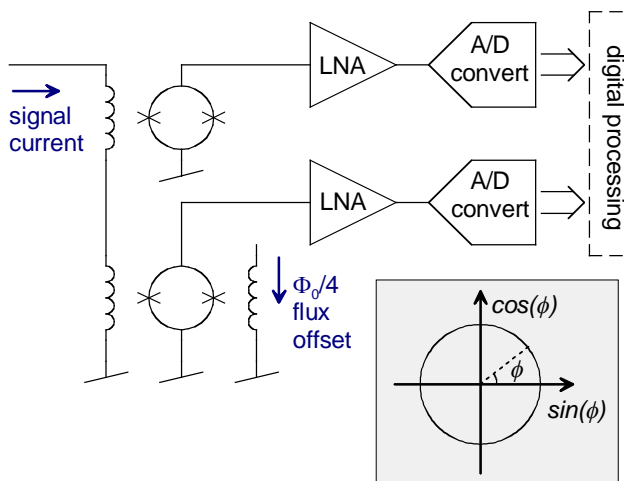 LNA
A/D
convert
signal
current
LNA
A/D
convert
digital processing
Φ₀/4
flux
offset
cos(ϕ)
ϕ
sin(ϕ)